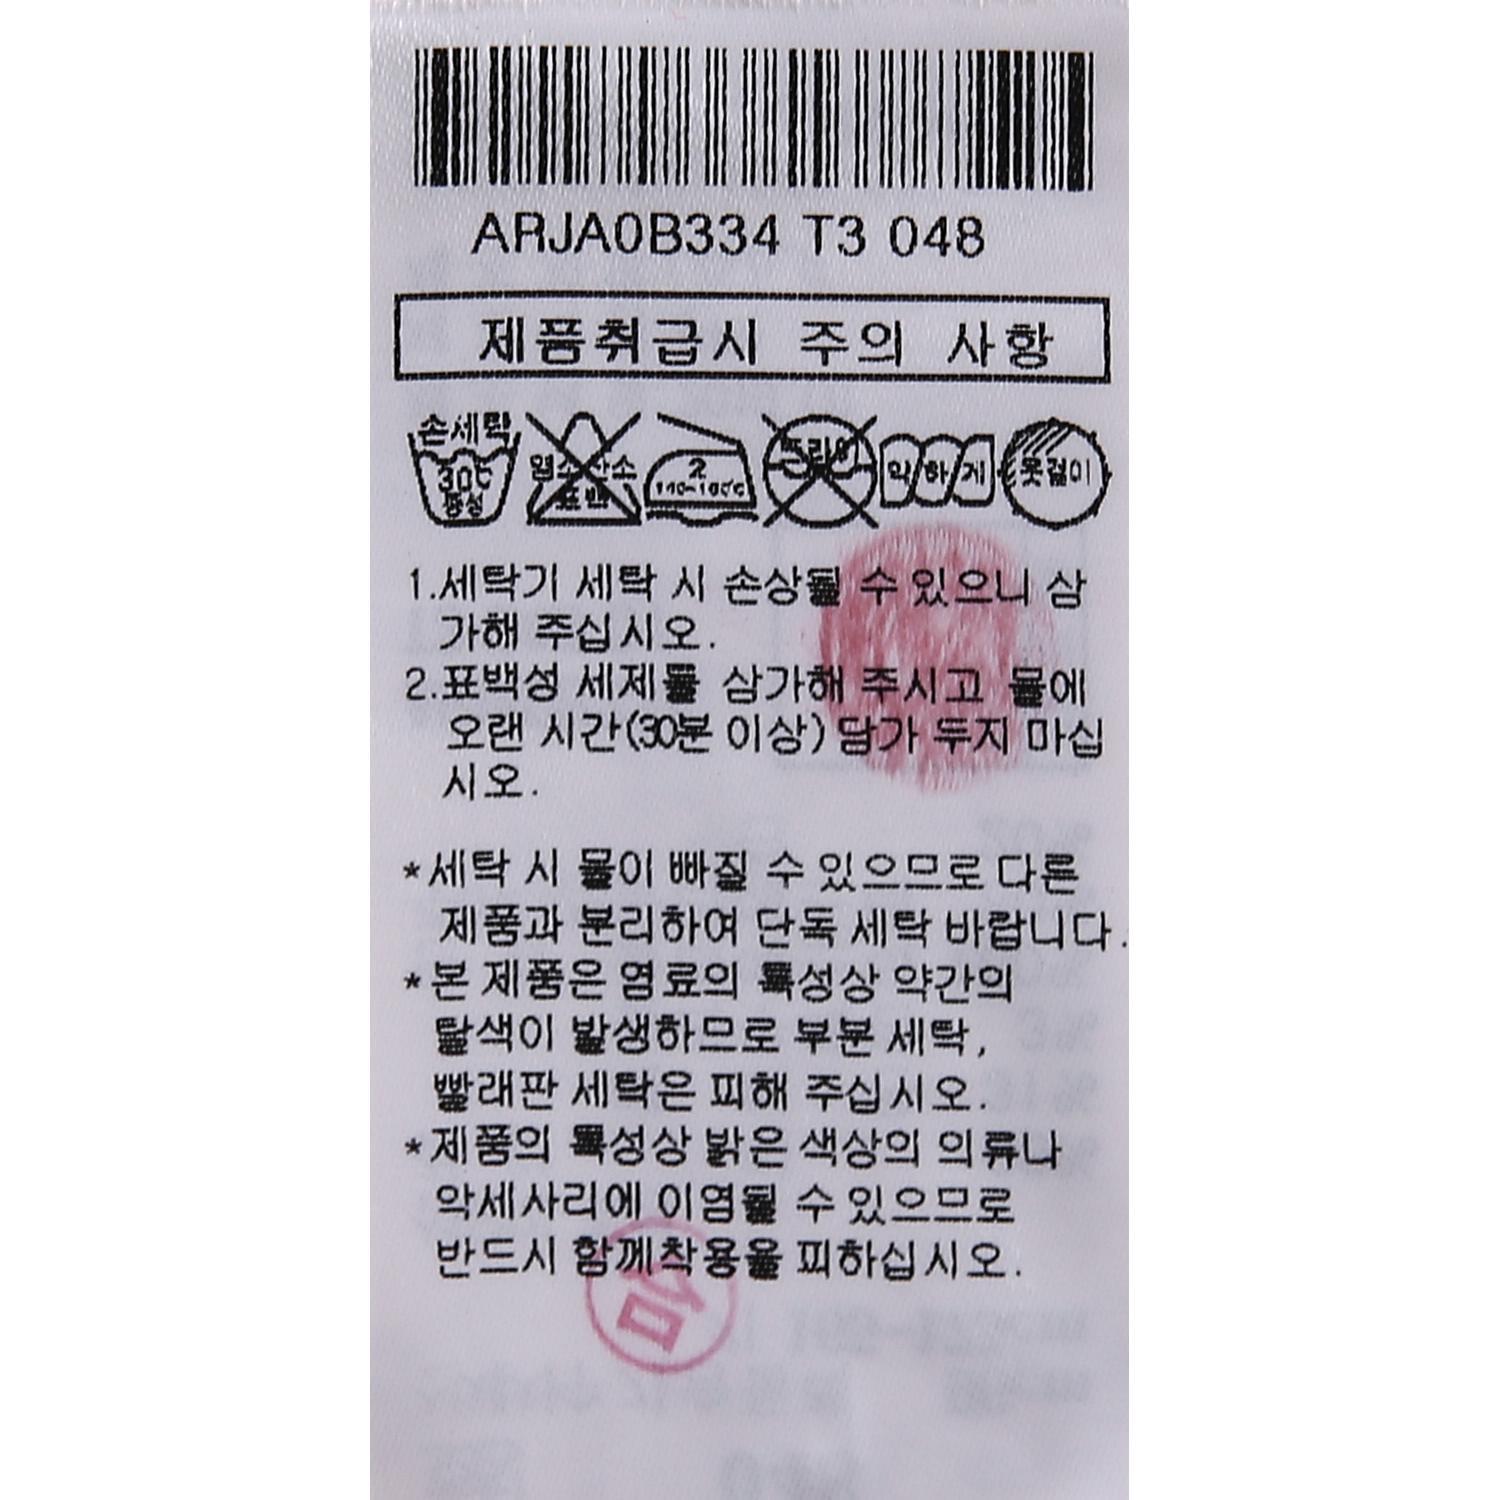 ARJA0B334 T3 048
제품취급시 주의 사항
손세탁 30℃ 중성
염소산소 표백
2
드라이
약하게
옷걸이
1.세탁기 세탁 시 손상될 수 있으니 삼
가해 주십시오.
2.표백성 세제를 삼가해 주시고 물에
오랜 시간(30분 이상) 담가 두지 마십
시오.
*세탁 시 물이 빠질 수 있으므로 다른
제품과 분리하여 단독 세탁 바랍니다.
*본 제품은 염료의 특성상 약간의
탈색이 발생하므로 부분 세탁,
빨래판 세탁은 피해 주십시오.
*제품의 특성상 밝은 색상의 의류나
악세사리에 이염될 수 있으므로
반드시 함께착용을 피하십시오.